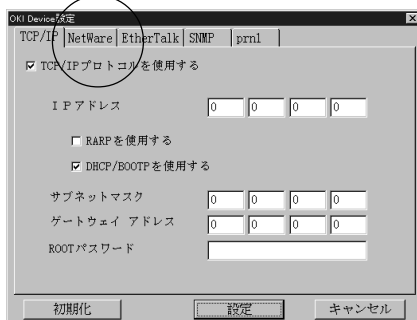 OKI Device設定
TCP/IP NetWare EtherTalk SNMP prn1
TCP/IPプロトコルを使用する
IPアドレス 0 0 0 0
RARPを使用する
DHCP/BOOTPを使用する
サブネットマスク 0 0 0 0
ゲートウェイ アドレス 0 0 0 0
ROOTパスワード
初期化 設定 キャンセル